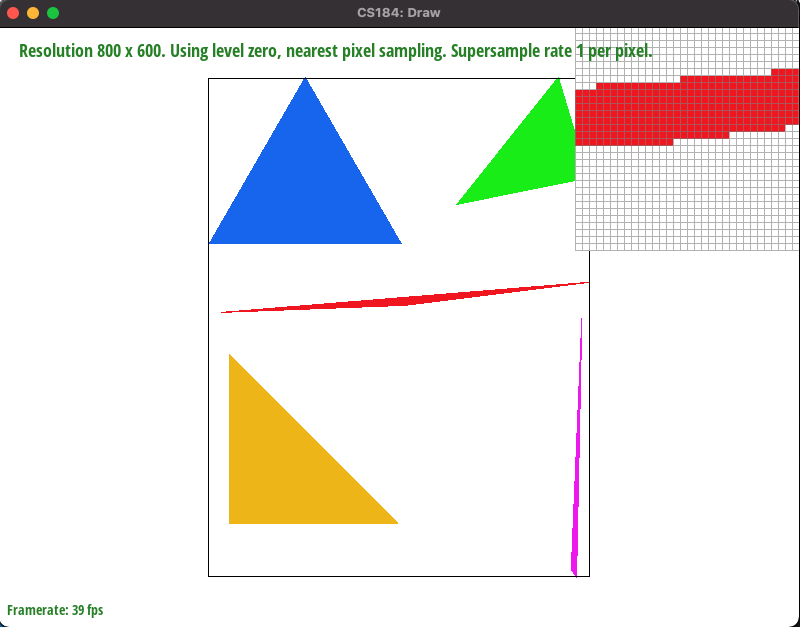 CS184: Draw
Resolution 800 x 600. Using level zero, nearest pixel sampling. Supersample rate 1 per pixel.
Framerate: 39 fps